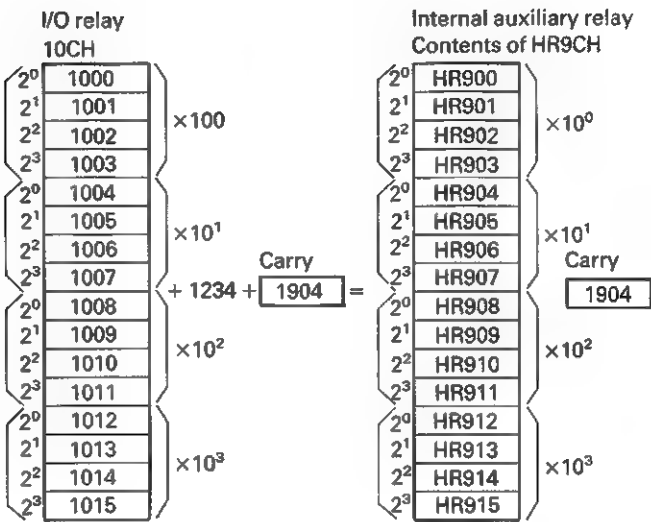 I/O relay
10CH
Internal auxiliary relay
Contents of HR9CH
2⁰ 1000
2¹ 1001
2² 1002
2³ 1003
×100
2⁰ 1004
2¹ 1005
2² 1006
2³ 1007
×10¹
2⁰ 1008
2¹ 1009
2² 1010
2³ 1011
×10²
2⁰ 1012
2¹ 1013
2² 1014
2³ 1015
×10³
Carry
+ 1234 + 1904 =
2⁰ HR900
2¹ HR901
2² HR902
2³ HR903
×10⁰
2⁰ HR904
2¹ HR905
2² HR906
2³ HR907
×10¹
2⁰ HR908
2¹ HR909
2² HR910
2³ HR911
×10²
2⁰ HR912
2¹ HR913
2² HR914
2³ HR915
×10³
Carry
1904